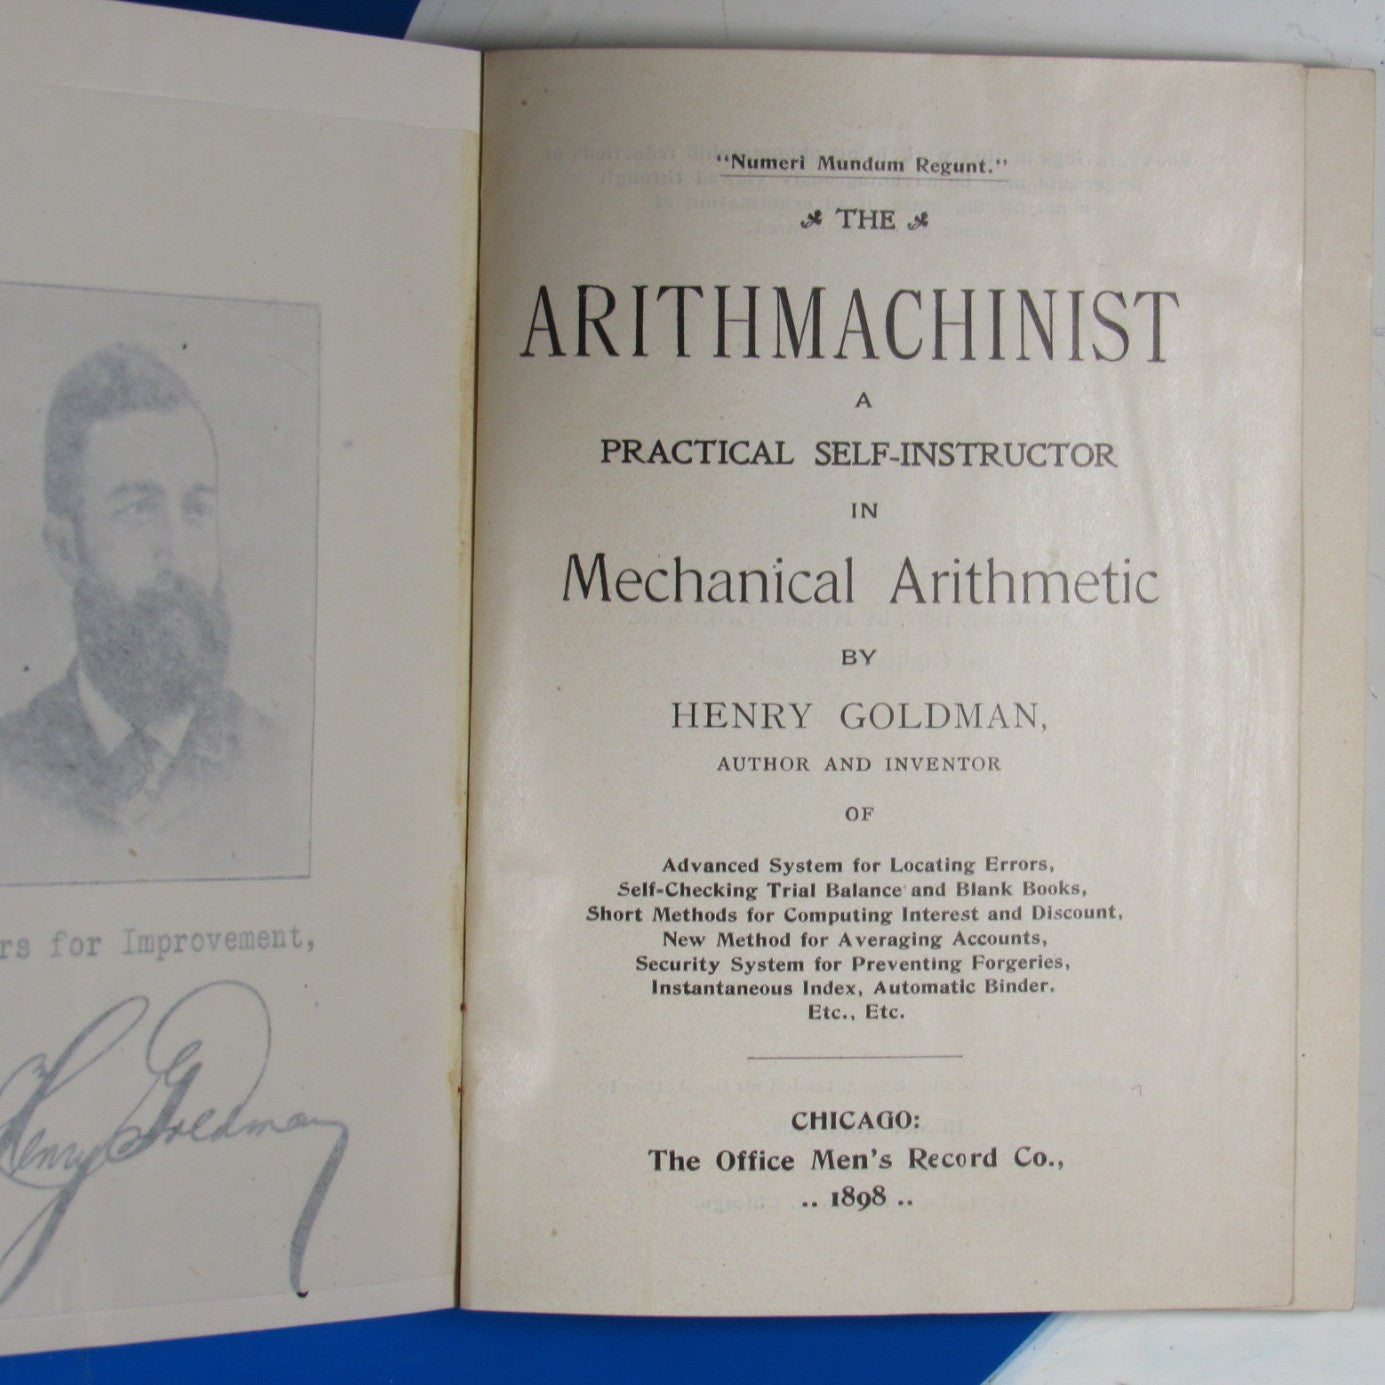 rs for Improvement,
Henry Goldman
"Numeri Mundum Regunt."
THE
ARITHMACHINIST
A
PRACTICAL SELF-INSTRUCTOR
IN
Mechanical Arithmetic
BY
HENRY GOLDMAN,
AUTHOR AND INVENTOR
OF
Advanced System for Locating Errors,
Self-Checking Trial Balance and Blank Books,
Short Methods for Computing Interest and Discount,
New Method for Averaging Accounts,
Security System for Preventing Forgeries,
Instantaneous Index, Automatic Binder.
Etc., Etc.
CHICAGO:
The Office Men's Record Co.,
.. 1898 ..